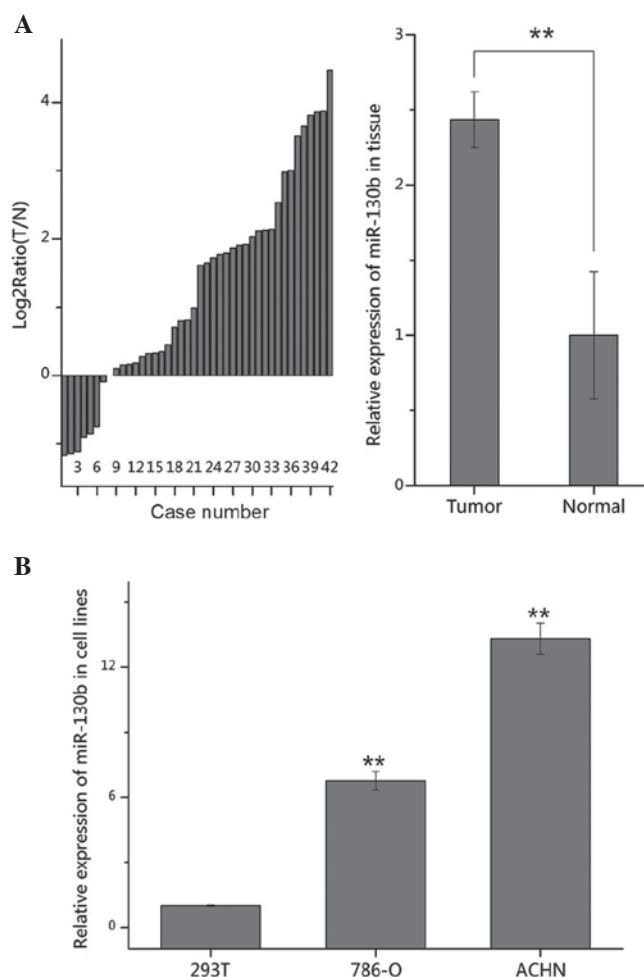 A
Log2Ratio(T/N)
4
2
0
3 6 9 12 15 18 21 24 27 30 33 36 39 42
Case number
Relative expression of miR-130b in tissue
3
2
1
0
**
Tumor Normal
B
Relative expression of miR-130b in cell lines
12
6
0
**
**
293T 786-O ACHN